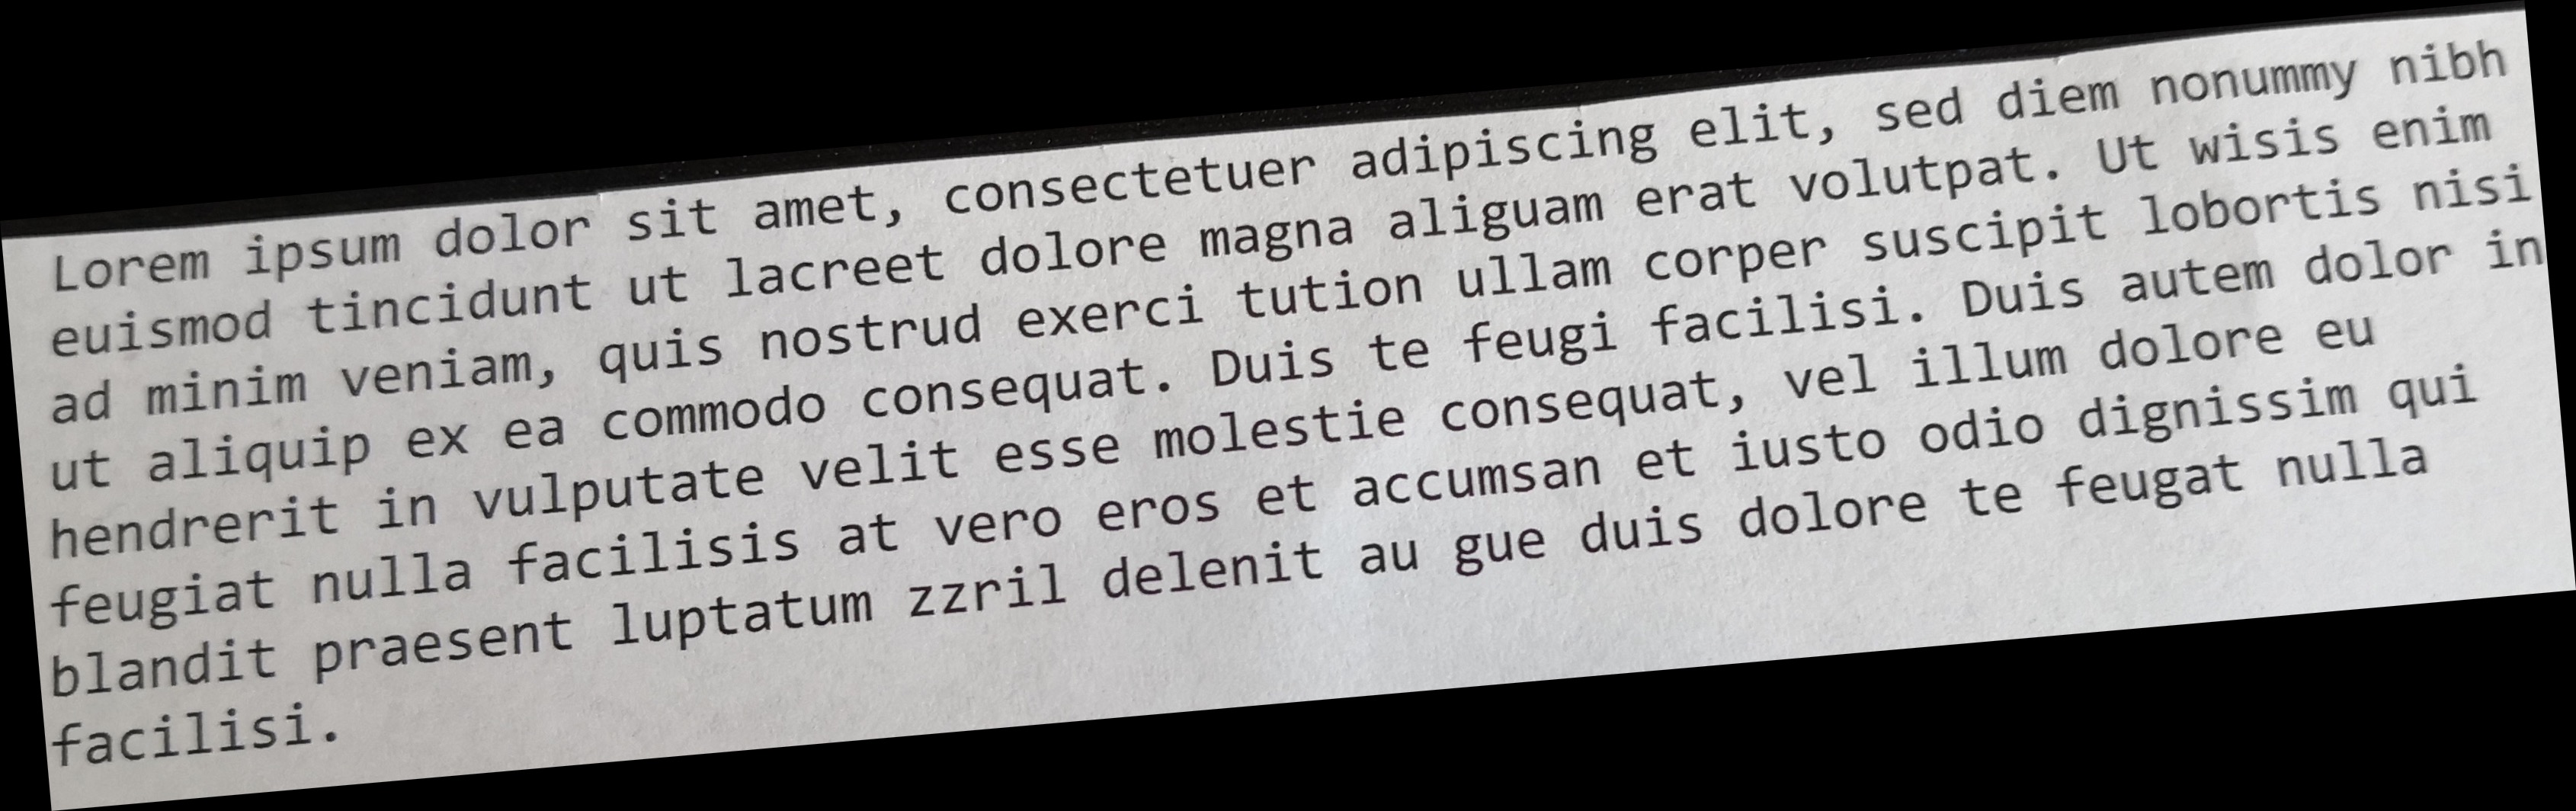 Lorem ipsum dolor sit amet, consectetuer adipiscing elit, sed diem nonummy nibh
euismod tincidunt ut lacreet dolore magna aliguam erat volutpat. Ut wisis enim
ad minim veniam, quis nostrud exerci tution ullam corper suscipit lobortis nisi
ut aliquip ex ea commodo consequat. Duis te feugi facilisi. Duis autem dolor in
hendrerit in vulputate velit esse molestie consequat, vel illum dolore eu
feugiat nulla facilisis at vero eros et accumsan et iusto odio dignissim qui
blandit praesent luptatum zzril delenit au gue duis dolore te feugat nulla
facilisi.